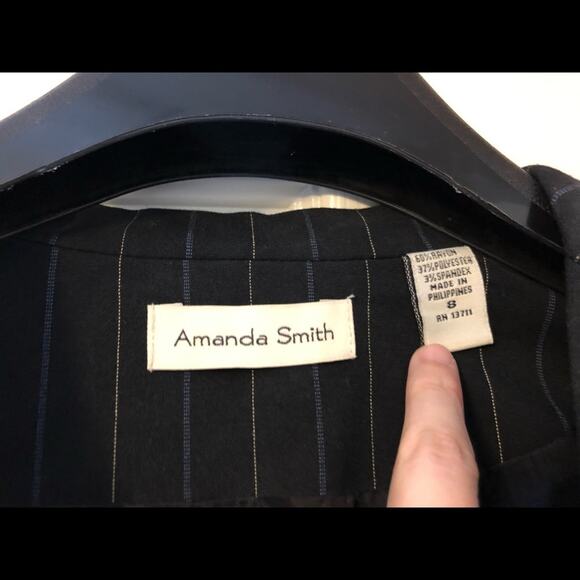 Amanda Smith
60% RAYON
37% POLYESTER
3% SPANDEX
MADE IN
PHILIPPINES
8
RN 13711